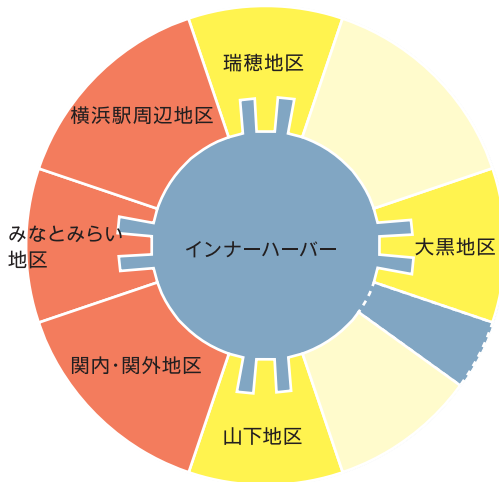 瑞穂地区
横浜駅周辺地区
みなとみらい
地区
インナーハーバー
大黒地区
関内・関外地区
山下地区